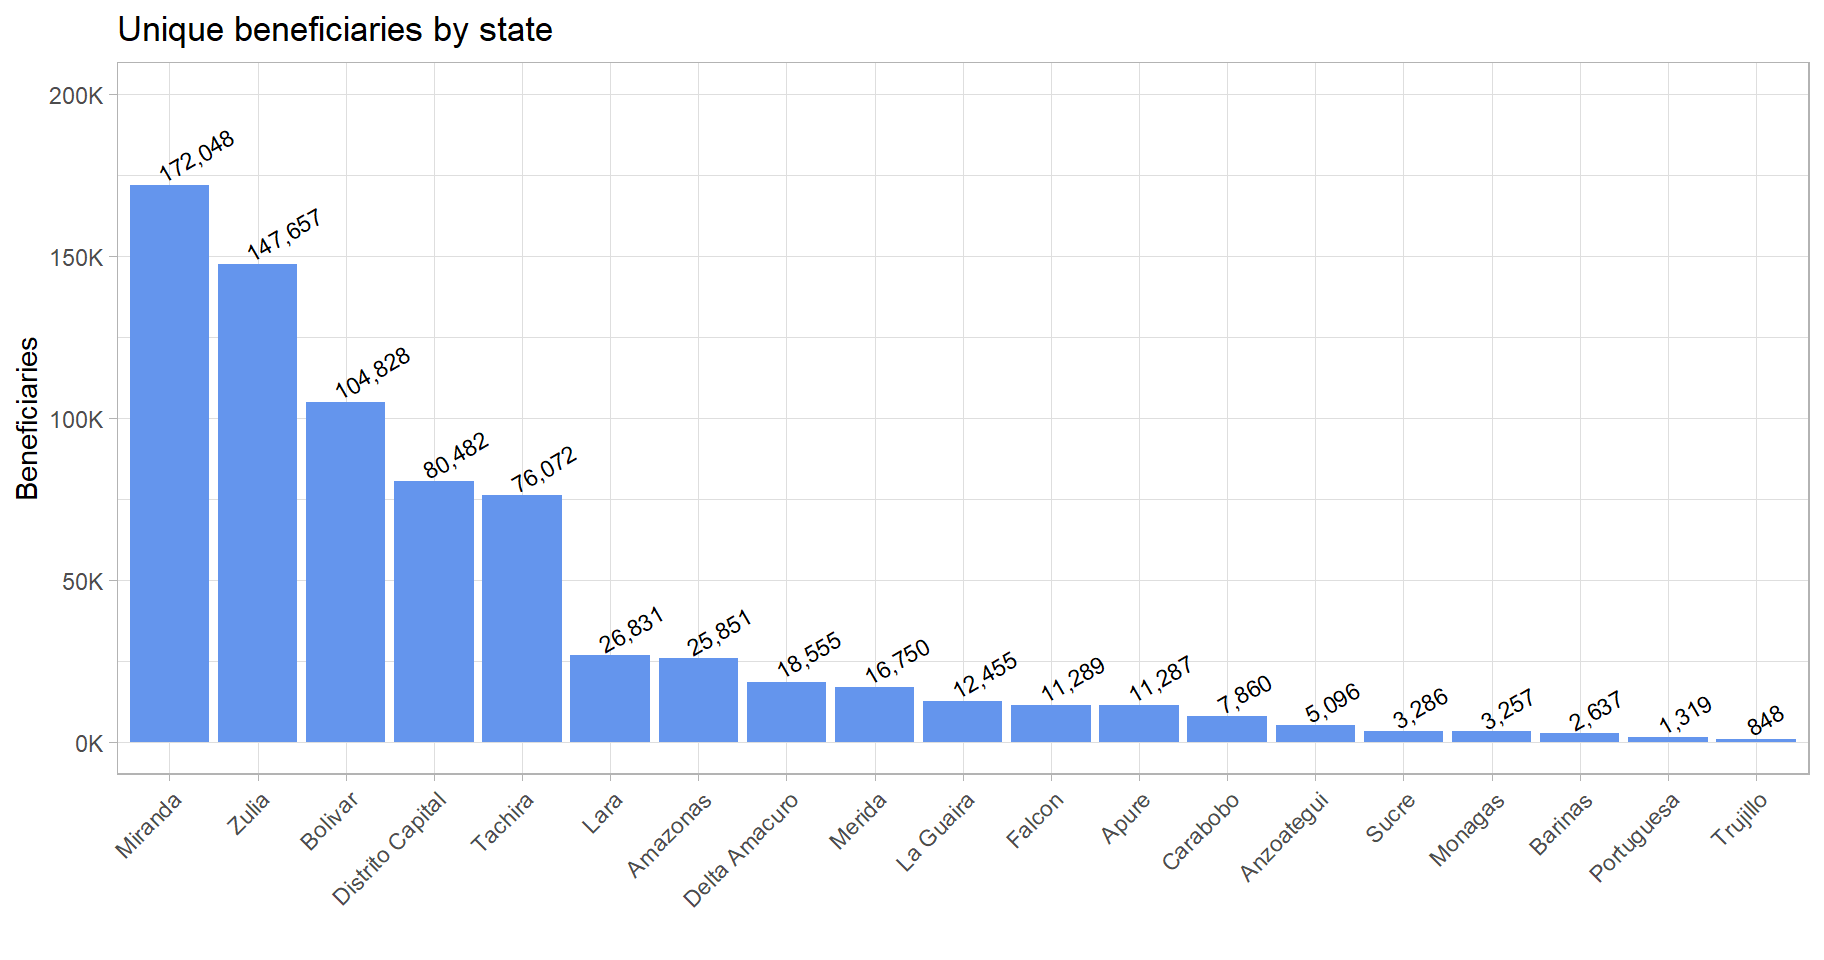 Unique beneficiaries by state
Beneficiaries
200K
150K
100K
50K
0K
172,048
147,657
104,828
80,482
76,072
26,831
25,851
18,555
16,750
12,455
11,289
11,287
7,860
5,096
3,286
3,257
2,637
1,319
848
Miranda
Zulia
Bolivar
Distrito Capital
Tachira
Lara
Amazonas
Delta Amacuro
Merida
La Guaira
Falcon
Apure
Carabobo
Anzoategui
Sucre
Monagas
Barinas
Portuguesa
Trujillo